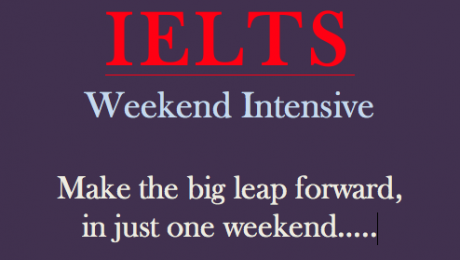 IELTS
Weekend Intensive
Make the big leap forward,
in just one weekend.....